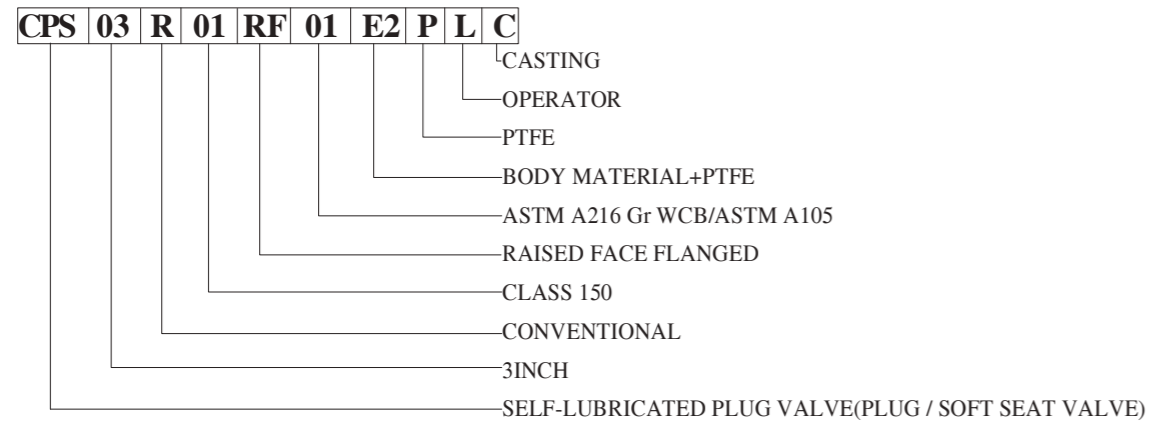 CPS 03 R 01 RF 01 E2 P L C
CASTING
OPERATOR
PTFE
BODY MATERIAL+PTFE
ASTM A216 Gr WCB/ASTM A105
RAISED FACE FLANGED
CLASS 150
CONVENTIONAL
3INCH
SELF-LUBRICATED PLUG VALVE(PLUG / SOFT SEAT VALVE)